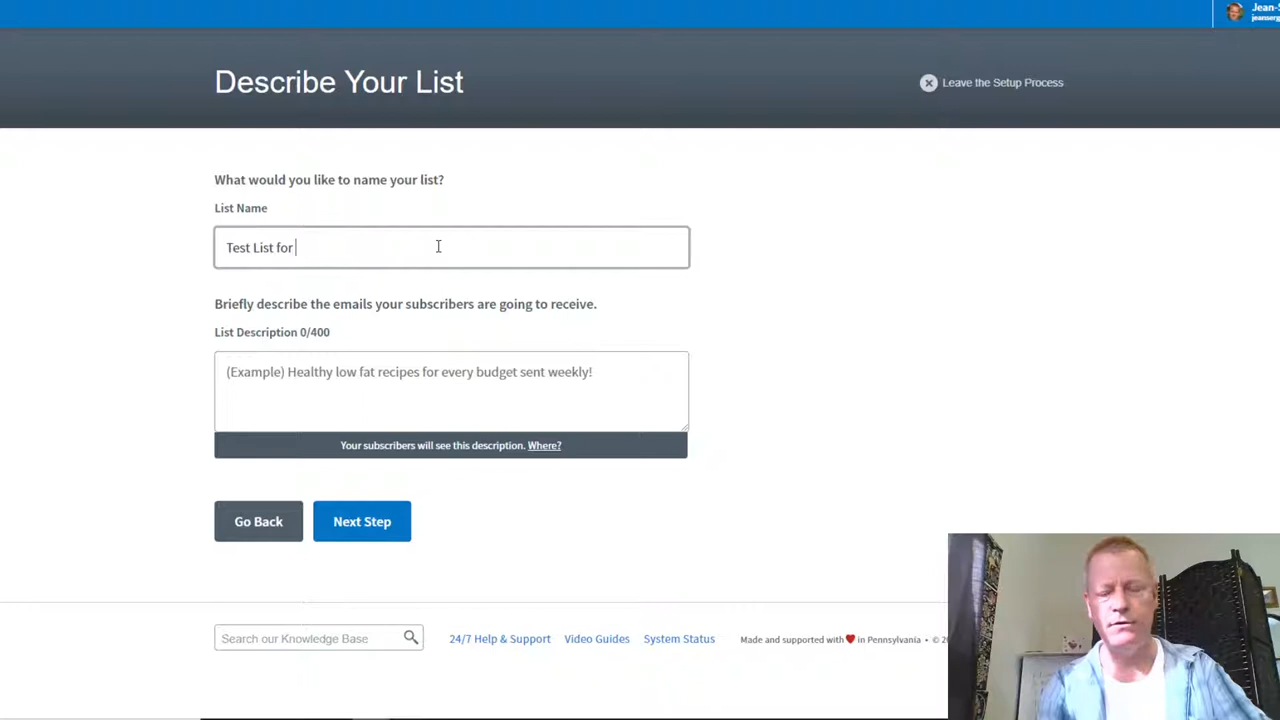 Jean-S
jeanserg
Describe Your List
Leave the Setup Process
What would you like to name your list?
List Name
Test List for
Briefly describe the emails your subscribers are going to receive.
List Description 0/400
(Example) Healthy low fat recipes for every budget sent weekly!
Your subscribers will see this description. Where?
Go Back
Next Step
Search our Knowledge Base
24/7 Help & Support
Video Guides
System Status
Made and supported with ❤ in Pennsylvania • © 20